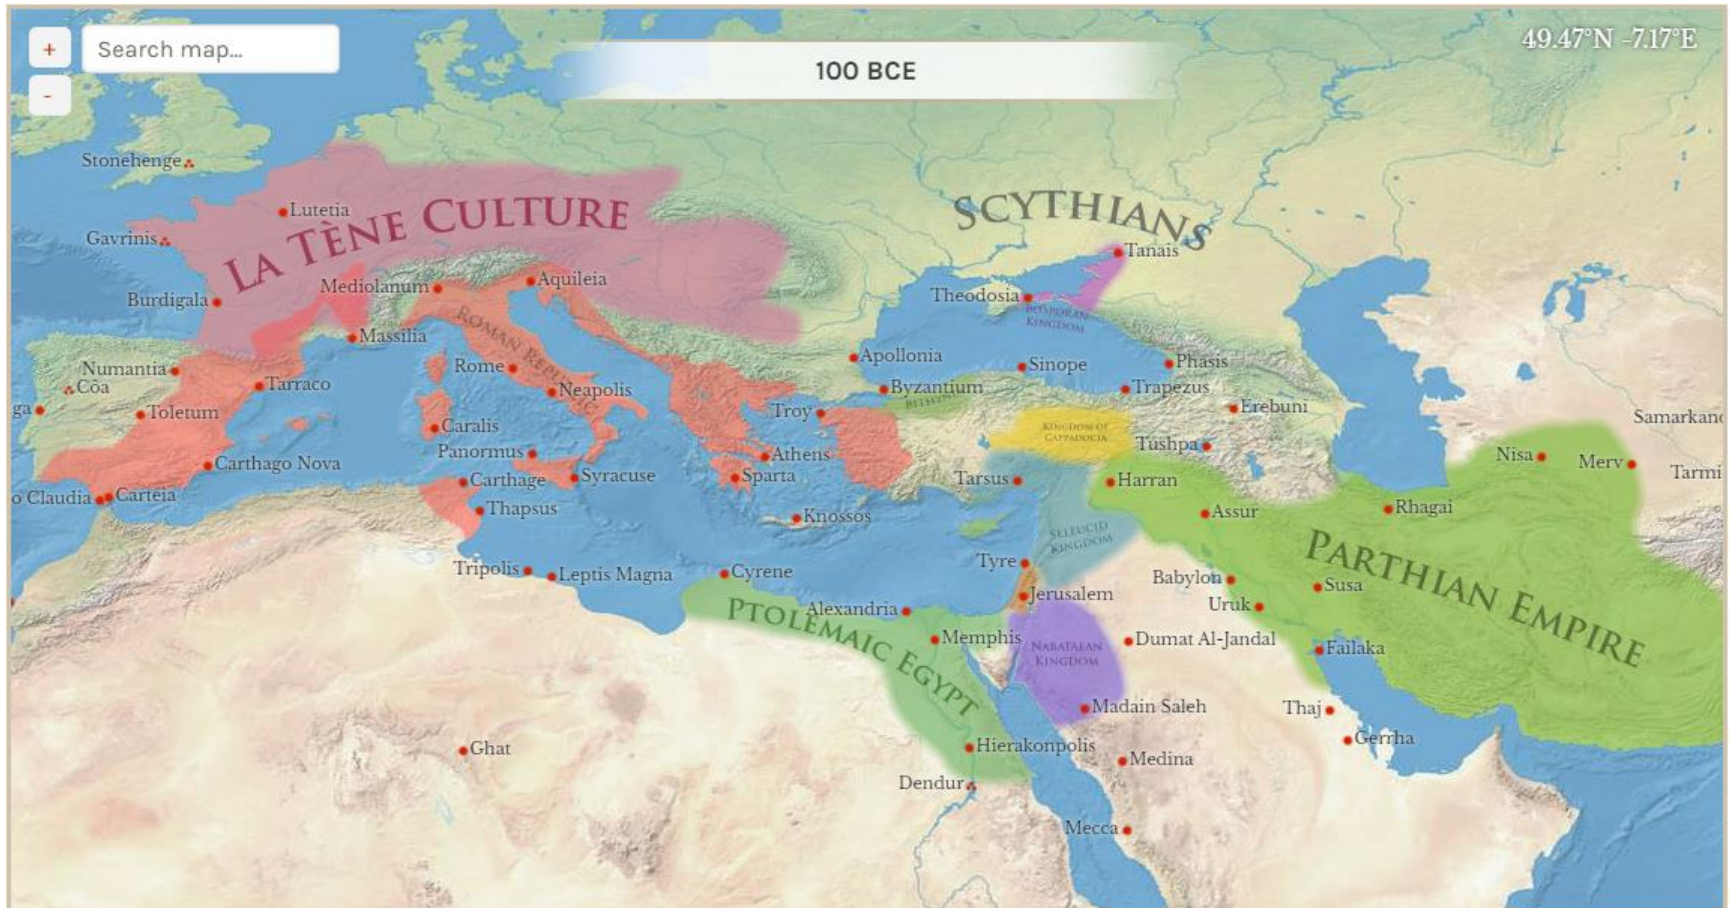 +
Search map...
49.47°N -7.17°E
100 BCE
-
Stonehenge
SCYTHIANS
LA TÈNE CULTURE
Lutetia
Gavrinis
Tanais
Mediolanum
Aquileia
Burdigala
Theodosia
BOSPORAN
KINGDOM
ROMAN REPUBLIC
Massilia
Apollonia
Sinope
Phasis
Numantia
Rome
Côa
Tarraco
Neapolis
Byzantium
Trapezus
BITHYNIA
ga
Toletum
Troy
Erebuni
Samarkand
Caralis
KINGDOM OF
CAPPADOCIA
Tushpa
Panormus
Athens
Nisa
Merv
Carthago Nova
Tarmi
Carthage
Syracuse
Sparta
Tarsus
Harran
o Claudia
Carteia
Thapsus
Knossos
Assur
Rhagai
SELEUCID
KINGDOM
PARTHIAN EMPIRE
Tripolis
Leptis Magna
Cyrene
Tyre
Babylon
Susa
Jerusalem
Uruk
PTOLEMAIC EGYPT
Alexandria
Memphis
Dumat Al-Jandal
NABATAEAN
KINGDOM
Failaka
Madain Saleh
Thaj
Gerrha
Ghat
Hierakonpolis
Medina
Dendur
Mecca